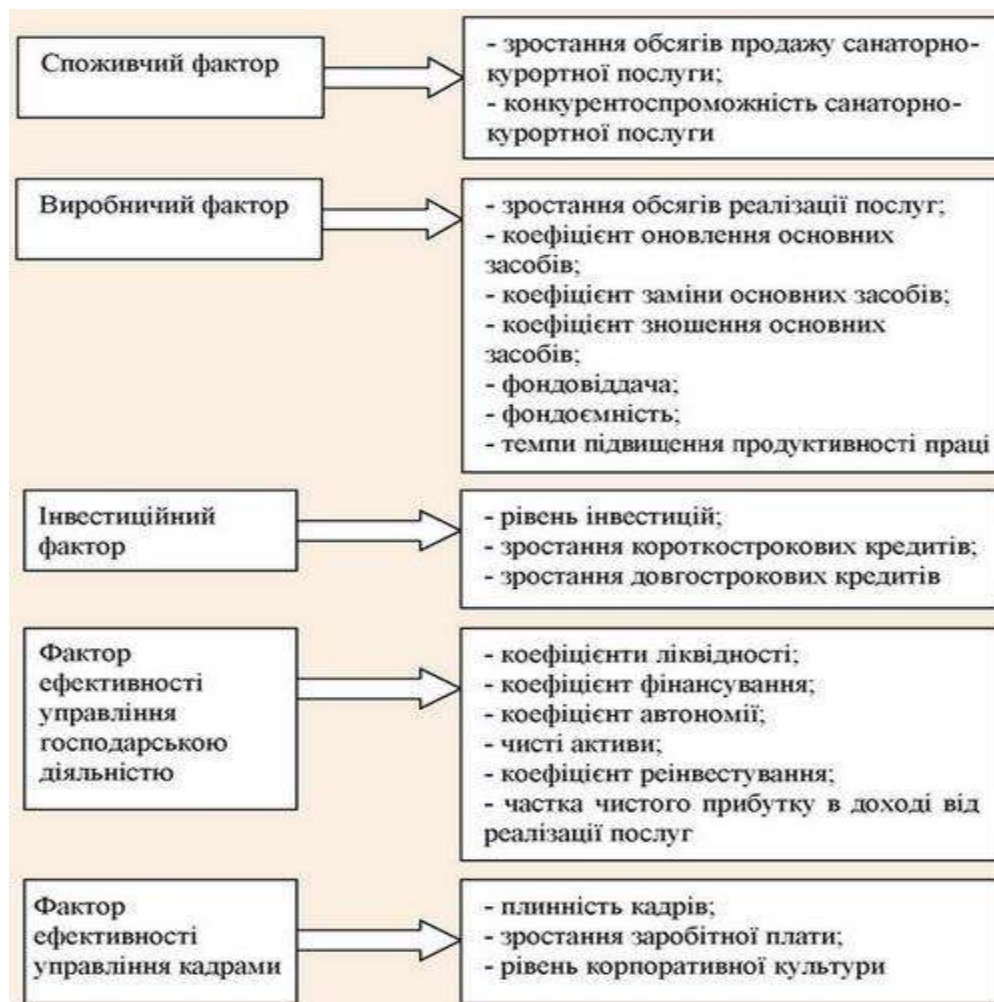 Споживчий фактор
- зростання обсягів продажу санаторно-
курортної послуги;
- конкурентоспроможність санаторно-
курортної послуги
Виробничий фактор
- зростання обсягів реалізації послуг;
- коефіцієнт оновлення основних
засобів;
- коефіцієнт заміни основних засобів;
- коефіцієнт зношення основних
засобів;
- фондовіддача;
- фондоємність;
- темпи підвищення продуктивності праці
Інвестиційний
фактор
- рівень інвестицій;
- зростання короткострокових кредитів;
- зростання довгострокових кредитів
Фактор
ефективності
управління
господарською
діяльністю
- коефіцієнти ліквідності;
- коефіцієнт фінансування;
- коефіцієнт автономії;
- чисті активи;
- коефіцієнт реінвестування;
- частка чистого прибутку в доході від
реалізації послуг
Фактор
ефективності
управління кадрами
- плинність кадрів;
- зростання заробітної плати;
- рівень корпоративної культури